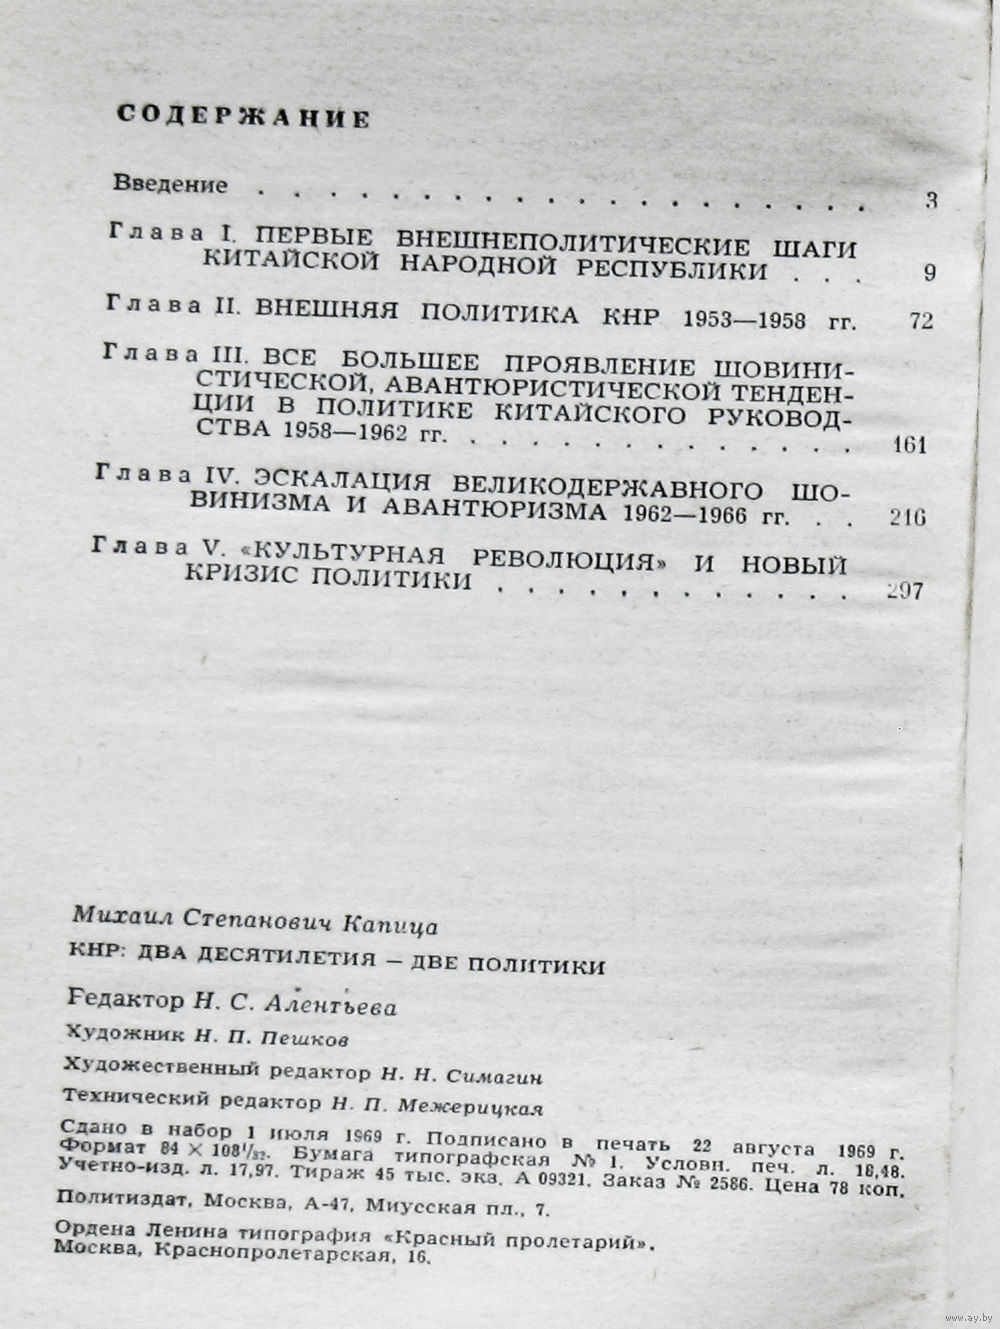 СОДЕРЖАНИЕ
Введение . . . . . . . . . . . . . . . . . . . . 3
Глава I. ПЕРВЫЕ ВНЕШНЕПОЛИТИЧЕСКИЕ ШАГИ
КИТАЙСКОЙ НАРОДНОЙ РЕСПУБЛИКИ . . . 9
Глава II. ВНЕШНЯЯ ПОЛИТИКА КНР 1953—1958 гг. 72
Глава III. ВСЕ БОЛЬШЕЕ ПРОЯВЛЕНИЕ ШОВИНИ-
СТИЧЕСКОЙ, АВАНТЮРИСТИЧЕСКОЙ ТЕНДЕН-
ЦИИ В ПОЛИТИКЕ КИТАЙСКОГО РУКОВОД-
СТВА 1958—1962 гг. . . . . . . . . . . . . . 161
Глава IV. ЭСКАЛАЦИЯ ВЕЛИКОДЕРЖАВНОГО ШО-
ВИНИЗМА И АВАНТЮРИЗМА 1962—1966 гг. . . 216
Глава V. «КУЛЬТУРНАЯ РЕВОЛЮЦИЯ» И НОВЫЙ
КРИЗИС ПОЛИТИКИ . . . . . . . . . . . . 297
Михаил Степанович Капица
КНР: ДВА ДЕСЯТИЛЕТИЯ — ДВЕ ПОЛИТИКИ
Редактор Н. С. Алентьева
Художник Н. П. Пешков
Художественный редактор Н. Н. Симагин
Технический редактор Н. П. Межерицкая
Сдано в набор 1 июля 1969 г. Подписано в печать 22 августа 1969 г.
Формат 84 × 108¹/₃₂. Бумага типографская № 1. Условн. печ. л. 18,48.
Учетно-изд. л. 17,97. Тираж 45 тыс. экз. А 09321. Заказ № 2586. Цена 78 коп.
Политиздат, Москва, А-47, Миусская пл., 7.
Ордена Ленина типография «Красный пролетарий».
Москва, Краснопролетарская, 16.
www.ay.by